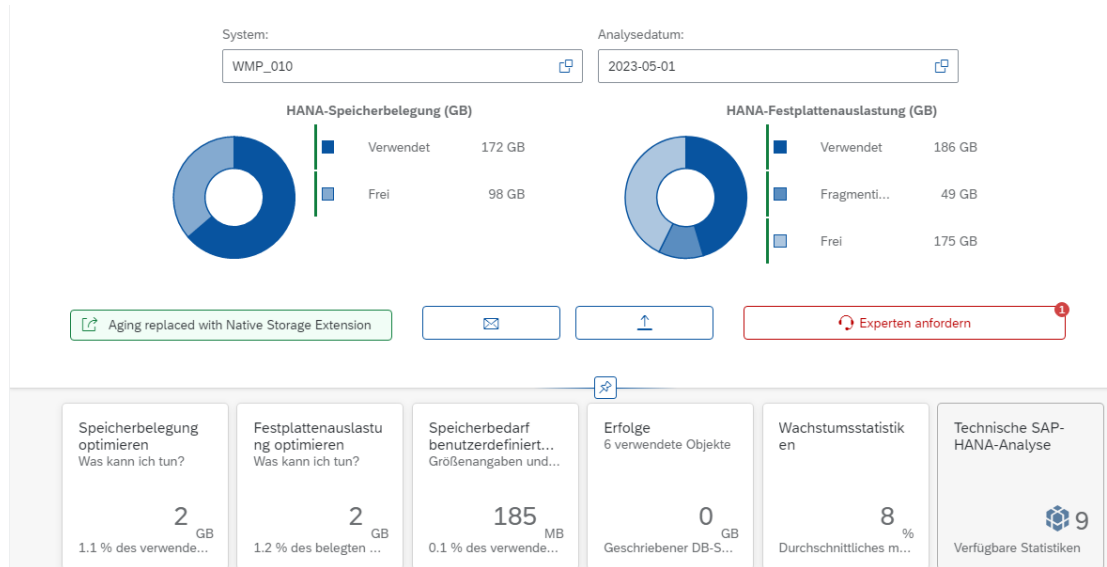 System:
Analysedatum:
WMP_010
2023-05-01
HANA-Speicherbelegung (GB)
HANA-Festplattenauslastung (GB)
Verwendet 172 GB
Frei 98 GB
Verwendet 186 GB
Fragmenti... 49 GB
Frei 175 GB
Aging replaced with Native Storage Extension
Experten anfordern
1
Speicherbelegung
optimieren
Was kann ich tun?
2 GB
1.1 % des verwende...
Festplattenauslastu
ng optimieren
Was kann ich tun?
2 GB
1.2 % des belegten ...
Speicherbedarf
benutzerdefiniert...
Größenangaben und...
185 MB
0.1 % des verwende...
Erfolge
6 verwendete Objekte
0 GB
Geschriebener DB-S...
Wachstumsstatistik
en
8 %
Durchschnittliches m...
Technische SAP-
HANA-Analyse
9
Verfügbare Statistiken